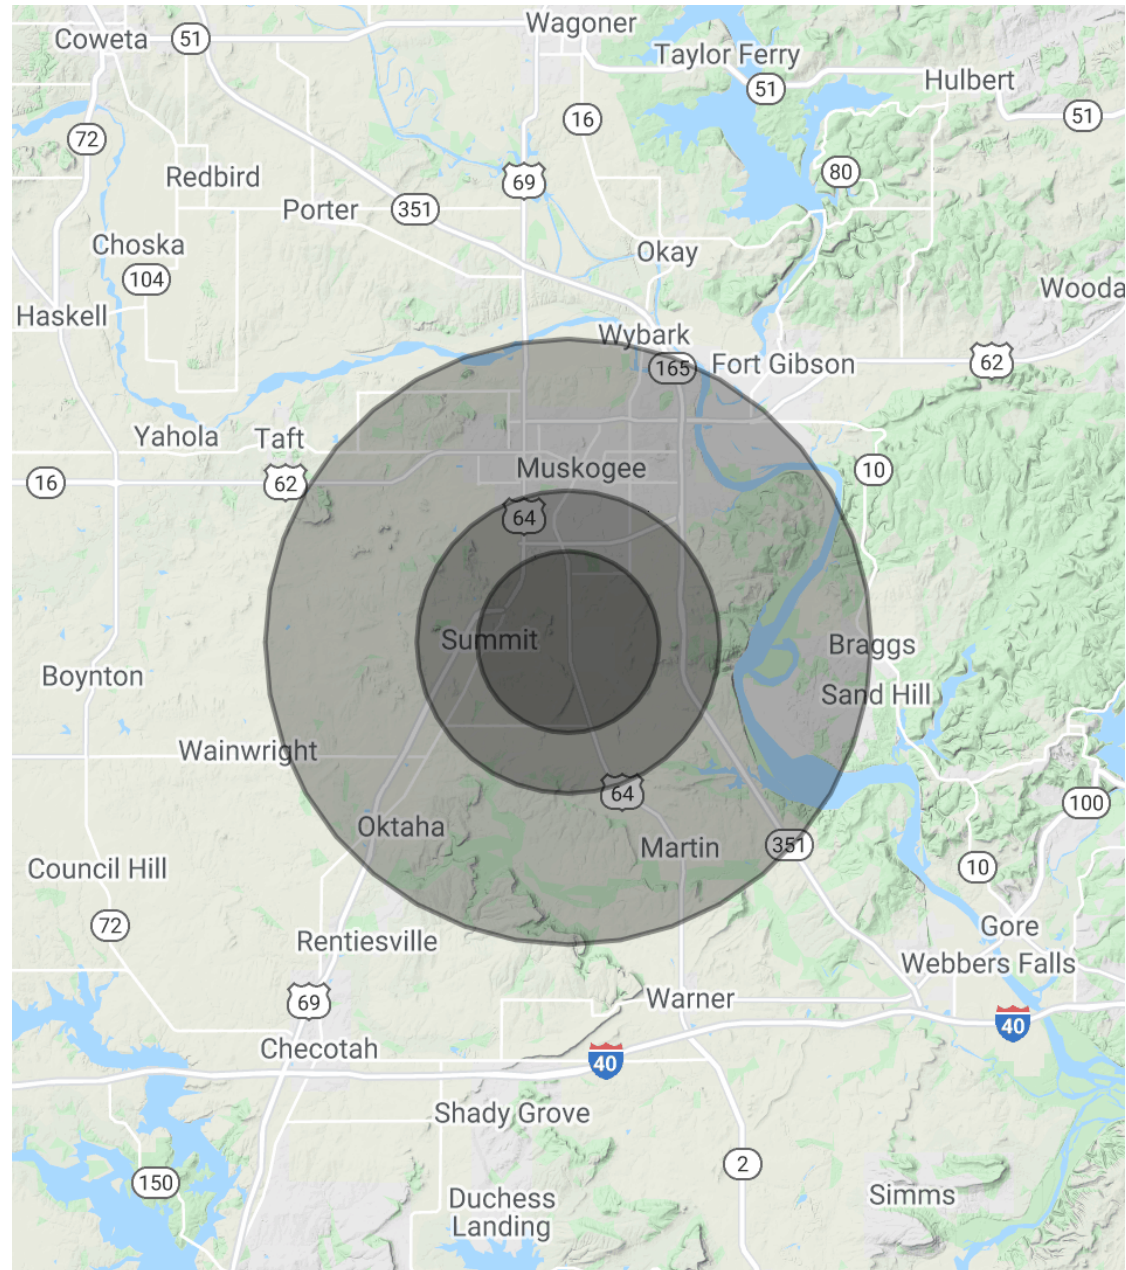 Wagoner
Coweta
51
Taylor Ferry
Hulbert
51
51
16
72
80
Redbird
69
Porter
351
Choska
Okay
104
Wooda
Haskell
Wybark
165
Fort Gibson
62
Yahola
Taft
Muskogee
10
16
62
64
Summit
Braggs
Boynton
Sand Hill
Wainwright
64
100
Oktaha
Martin
351
Council Hill
10
72
Gore
Rentiesville
Webbers Falls
69
Warner
40
Checotah
40
Shady Grove
2
150
Simms
Duchess
Landing